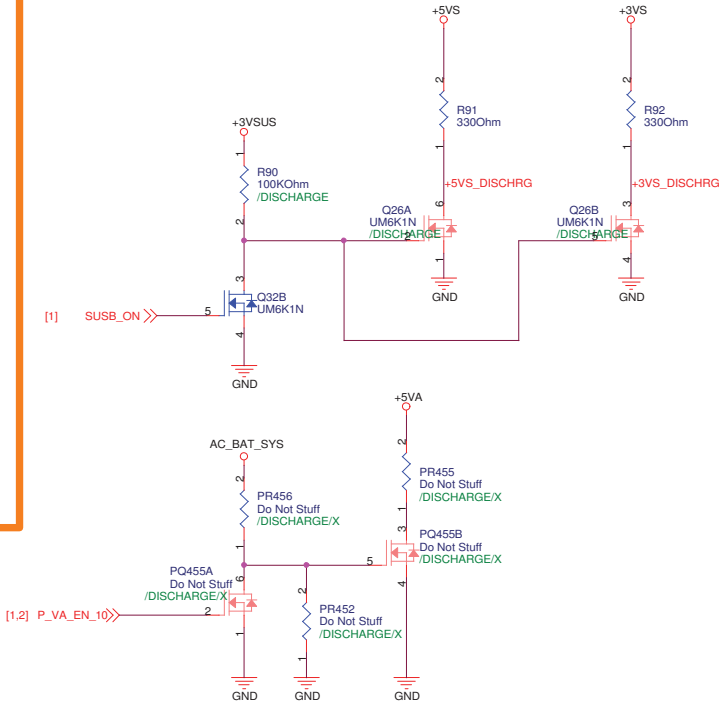 +5VS
+3VS
2
R91
330Ohm
1
2
R92
330Ohm
1
+3VSUS
1
R90
100KOhm
/DISCHARGE
2
+5VS_DISCHRG
+3VS_DISCHRG
6
Q26A
UM6K1N
/DISCHARGE
2
1
GND
3
Q26B
UM6K1N
/DISCHARGE
5
4
GND
3
Q32B
UM6K1N
[1] SUSB_ON
5
4
GND
+5VA
AC_BAT_SYS
2
PR455
Do Not Stuff
/DISCHARGE/X
1
2
PR456
Do Not Stuff
/DISCHARGE/X
1
3
PQ455B
Do Not Stuff
/DISCHARGE/X
5
4
PQ455A
Do Not Stuff
/DISCHARGE/X
6
[1,2] P_VA_EN_10
2
1
2
PR452
Do Not Stuff
/DISCHARGE/X
1
GND
GND
GND